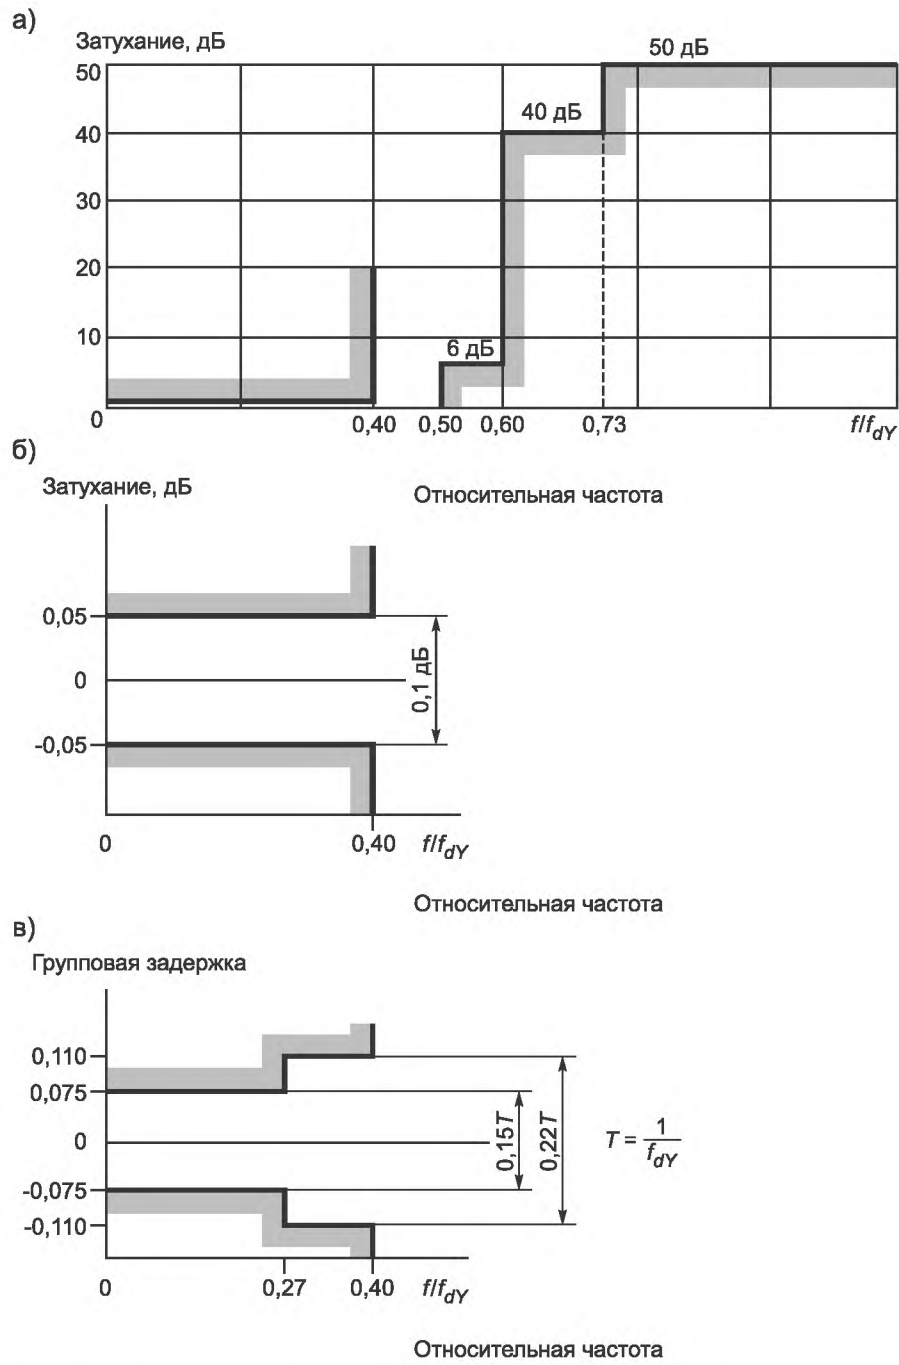 а)
Затухание, дБ
50 дБ
50
40 дБ
40
30
20
10
6 дБ
0
0,40 0,50 0,60 0,73 f/fdY
Относительная частота
б)
Затухание, дБ
0,05
0
0,1 дБ
-0,05
0 0,40 f/fdY
Относительная частота
в)
Групповая задержка
0,110
0,075
0
-0,075
-0,110
0,15T
0,22T
T = 1/fdY
0 0,27 0,40 f/fdY
Относительная частота